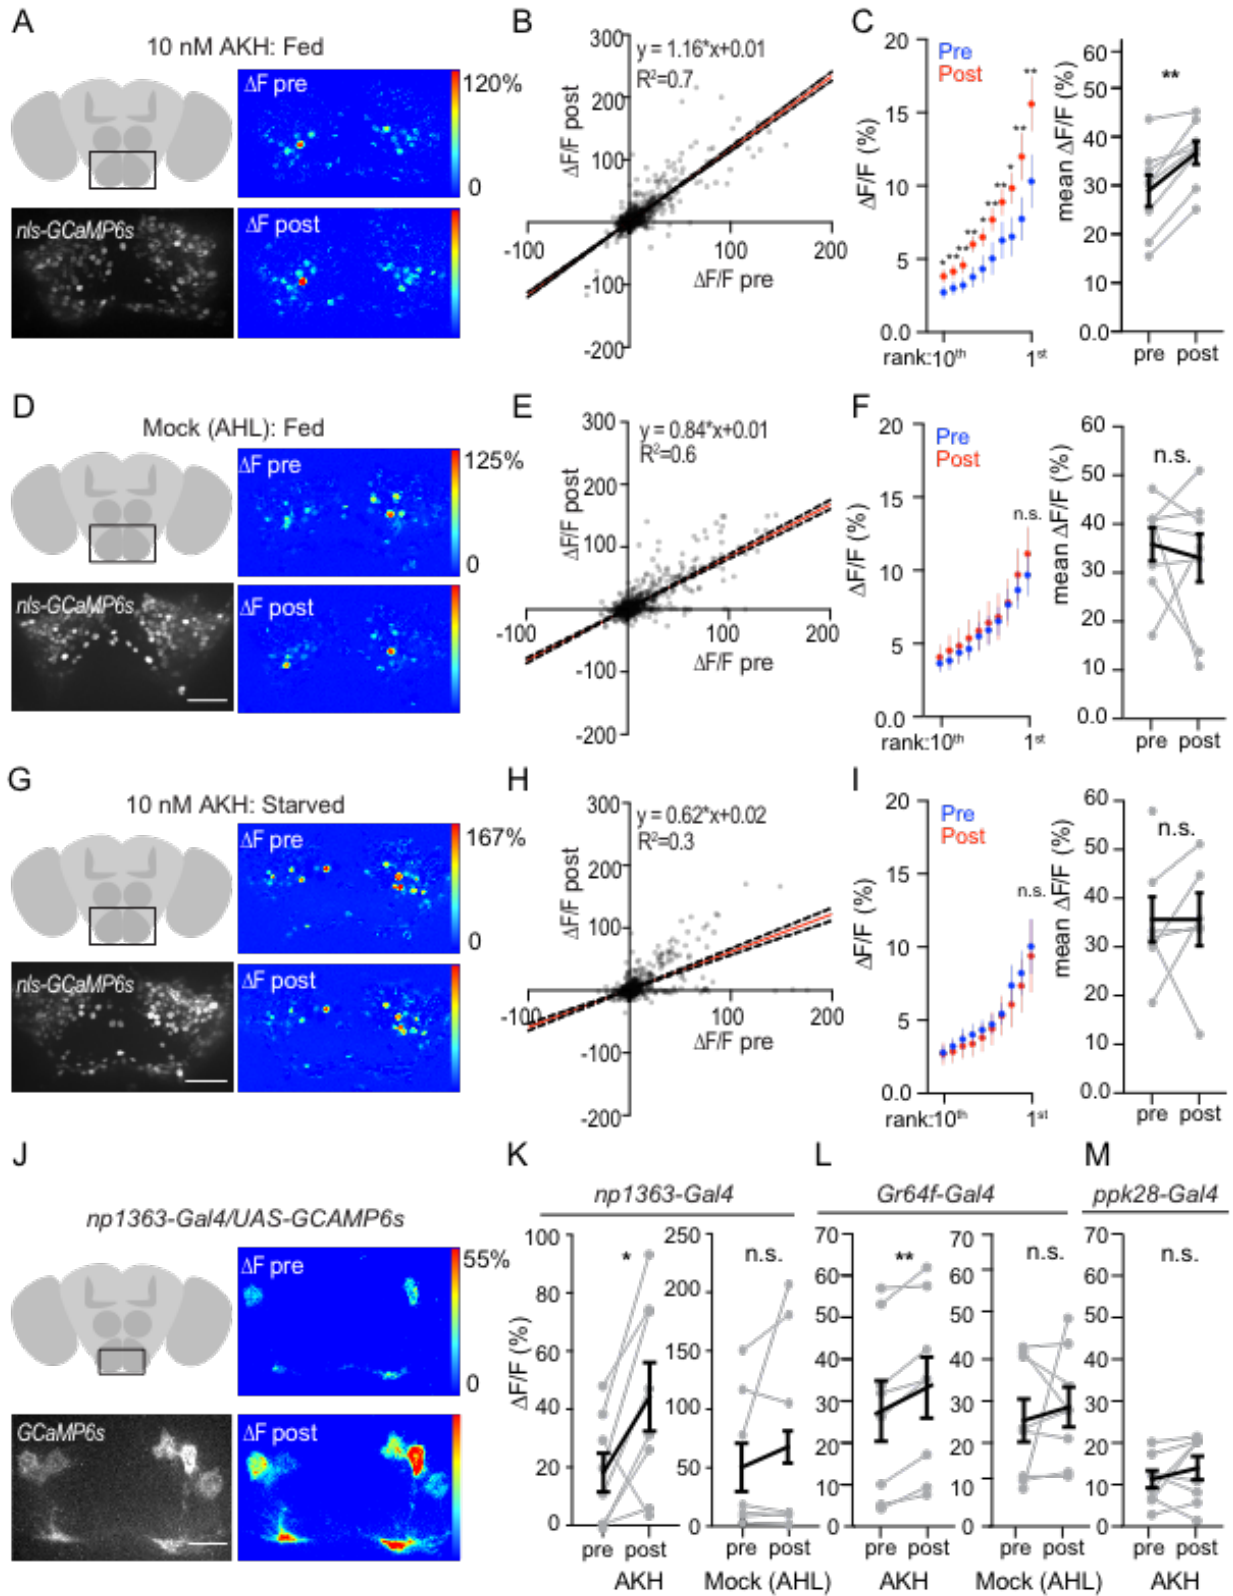 A
10 nM AKH: Fed
ΔF pre
120%
0
nls-GCaMP6s
ΔF post
B
300
y = 1.16*x+0.01
R²=0.7
200
100
ΔF/F post
-100
100
200
ΔF/F pre
-100
-200
C
20
15
10
5
0.0
ΔF/F (%)
Pre
Post
*
**
**
**
*
**
**
*
**
**
rank:10th
1st
60
50
40
30
20
10
0.0
mean ΔF/F (%)
**
pre post
D
Mock (AHL): Fed
ΔF pre
125%
0
nls-GCaMP6s
ΔF post
E
300
y = 0.84*x+0.01
R²=0.6
200
100
ΔF/F post
-100
100
200
ΔF/F pre
-100
-200
F
20
15
10
5
0.0
ΔF/F (%)
Pre
Post
n.s.
rank:10th
1st
60
50
40
30
20
10
0.0
mean ΔF/F (%)
n.s.
pre post
G
10 nM AKH: Starved
ΔF pre
167%
0
nls-GCaMP6s
ΔF post
H
300
y = 0.62*x+0.02
R²=0.3
200
100
ΔF/F post
-100
100
200
ΔF/F pre
-100
-200
I
20
15
10
5
0.0
ΔF/F (%)
Pre
Post
n.s.
rank:10th
1st
60
50
40
30
20
10
0.0
mean ΔF/F (%)
n.s.
pre post
J
np1363-Gal4/UAS-GCAMP6s
ΔF pre
55%
0
GCaMP6s
ΔF post
K
np1363-Gal4
100
80
60
40
20
0
ΔF/F (%)
*
pre post
AKH
250
200
150
100
50
0
n.s.
pre post
Mock (AHL)
L
Gr64f-Gal4
70
60
50
40
30
20
10
0
**
pre post
AKH
70
60
50
40
30
20
10
0
n.s.
pre post
Mock (AHL)
M
ppk28-Gal4
70
60
50
40
30
20
10
0
n.s.
pre post
AKH